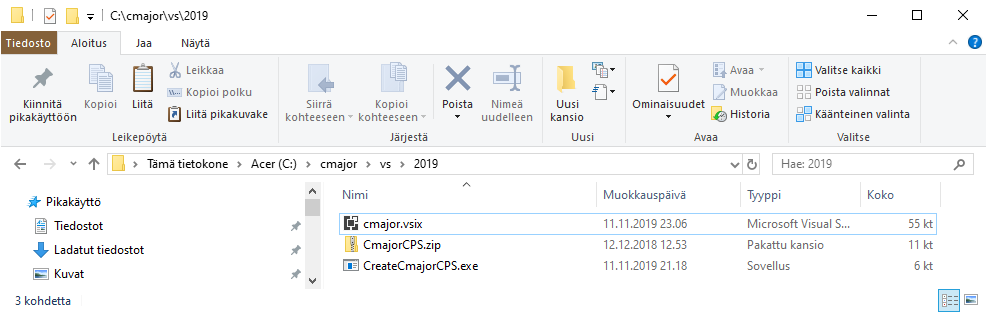 C:\cmajor\vs\2019
Tiedosto Aloitus Jaa Näytä
Kiinnitä pikakäyttöön
Kopioi
Liitä
Leikkaa
Kopioi polku
Liitä pikakuvake
Leikepöytä
Siirrä kohteeseen
Kopioi kohteeseen
Poista
Nimeä uudelleen
Järjestä
Uusi kansio
Uusi
Ominaisuudet
Avaa
Muokkaa
Historia
Avaa
Valitse kaikki
Poista valinnat
Käänteinen valinta
Valitse
Tämä tietokone Acer (C:) cmajor vs 2019
Hae: 2019
Pikakäyttö
Tiedostot
Ladatut tiedostot
Kuvat
Nimi Muokkauspäivä Tyyppi Koko
cmajor.vsix 11.11.2019 23.06 Microsoft Visual S... 55 kt
CmajorCPS.zip 12.12.2018 12.53 Pakattu kansio 11 kt
CreateCmajorCPS.exe 11.11.2019 21.18 Sovellus 6 kt
3 kohdetta